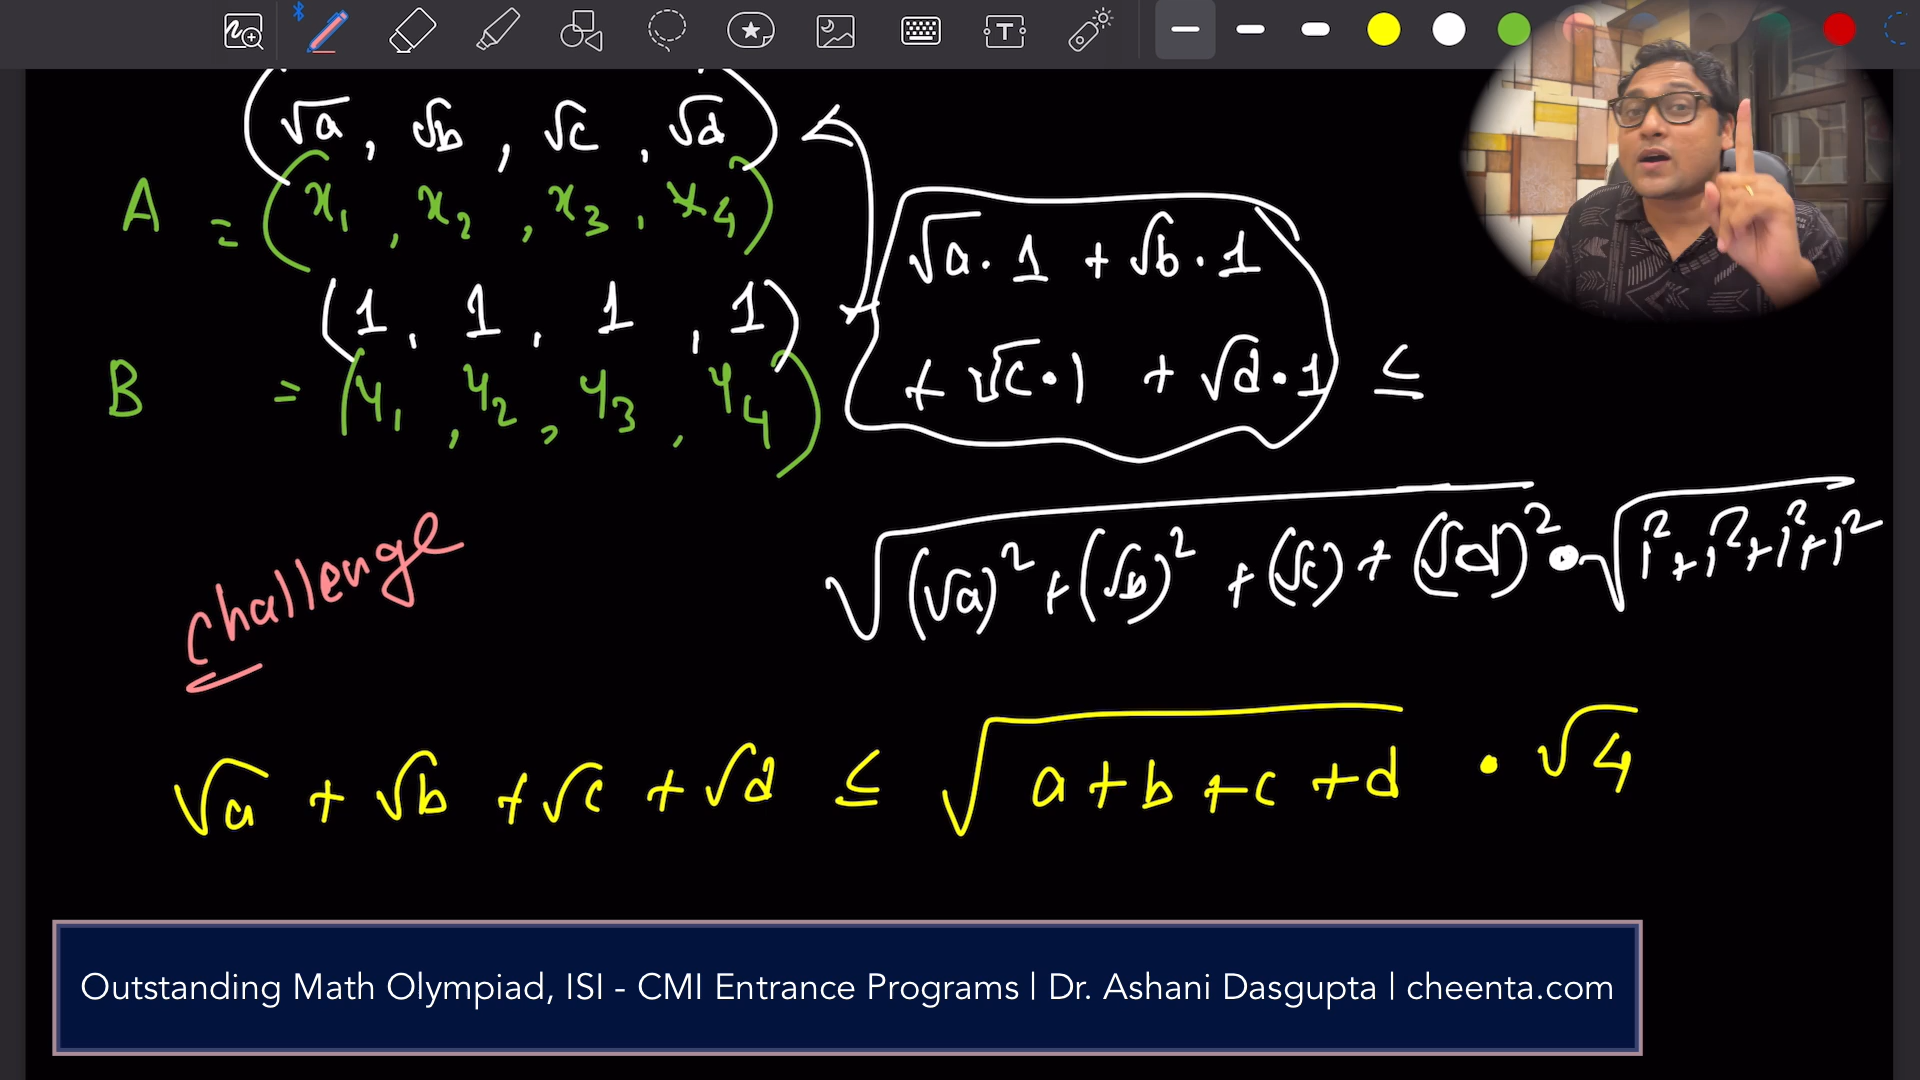 (√a, √b, √c, √d)
A = (x₁, x₂, x₃, x₄)
(1, 1, 1, 1)
B = (y₁, y₂, y₃, y₄)
√a·1 + √b·1
+ √c·1 + √d·1 ≤
√((√a)² + (√b)² + (√c) + (√d)²) • √(1²+1²+1²+1²)
challenge
√a + √b + √c + √d ≤ √(a+b+c+d) • √4
Outstanding Math Olympiad, ISI - CMI Entrance Programs | Dr. Ashani Dasgupta | cheenta.com
T